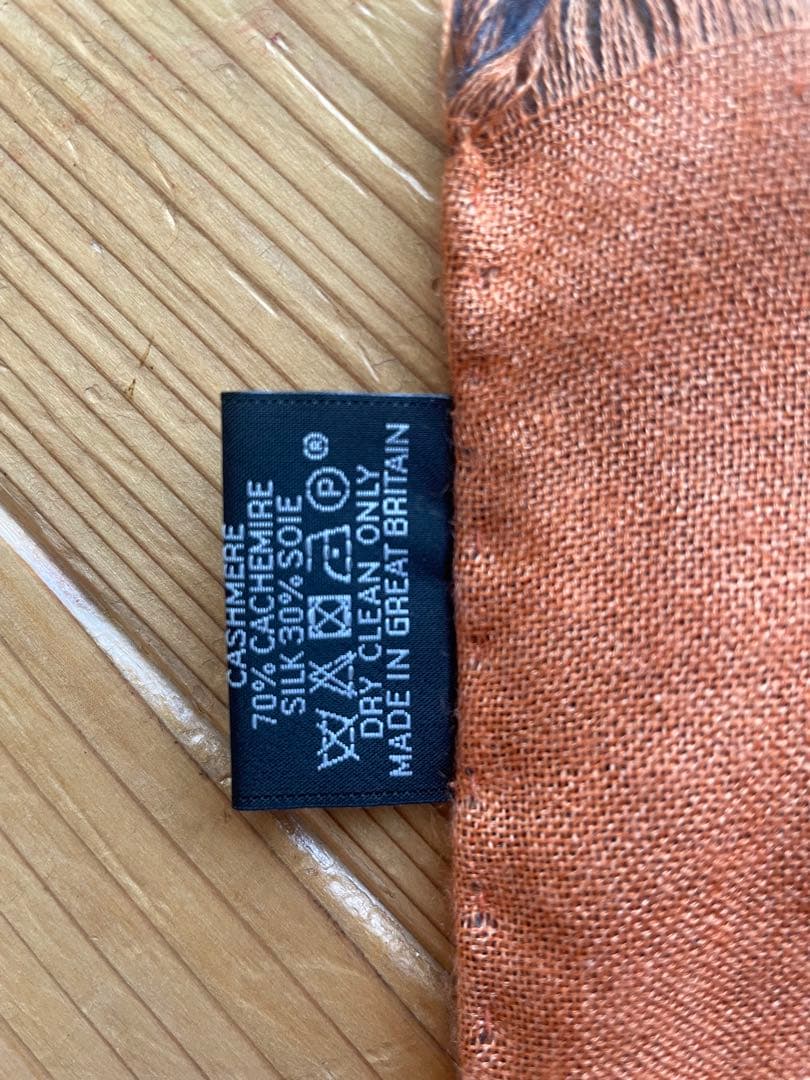 CASHMERE
70% CACHEMIRE
SILK 30% SOIE
P ®
DRY CLEAN ONLY
MADE IN GREAT BRITAIN